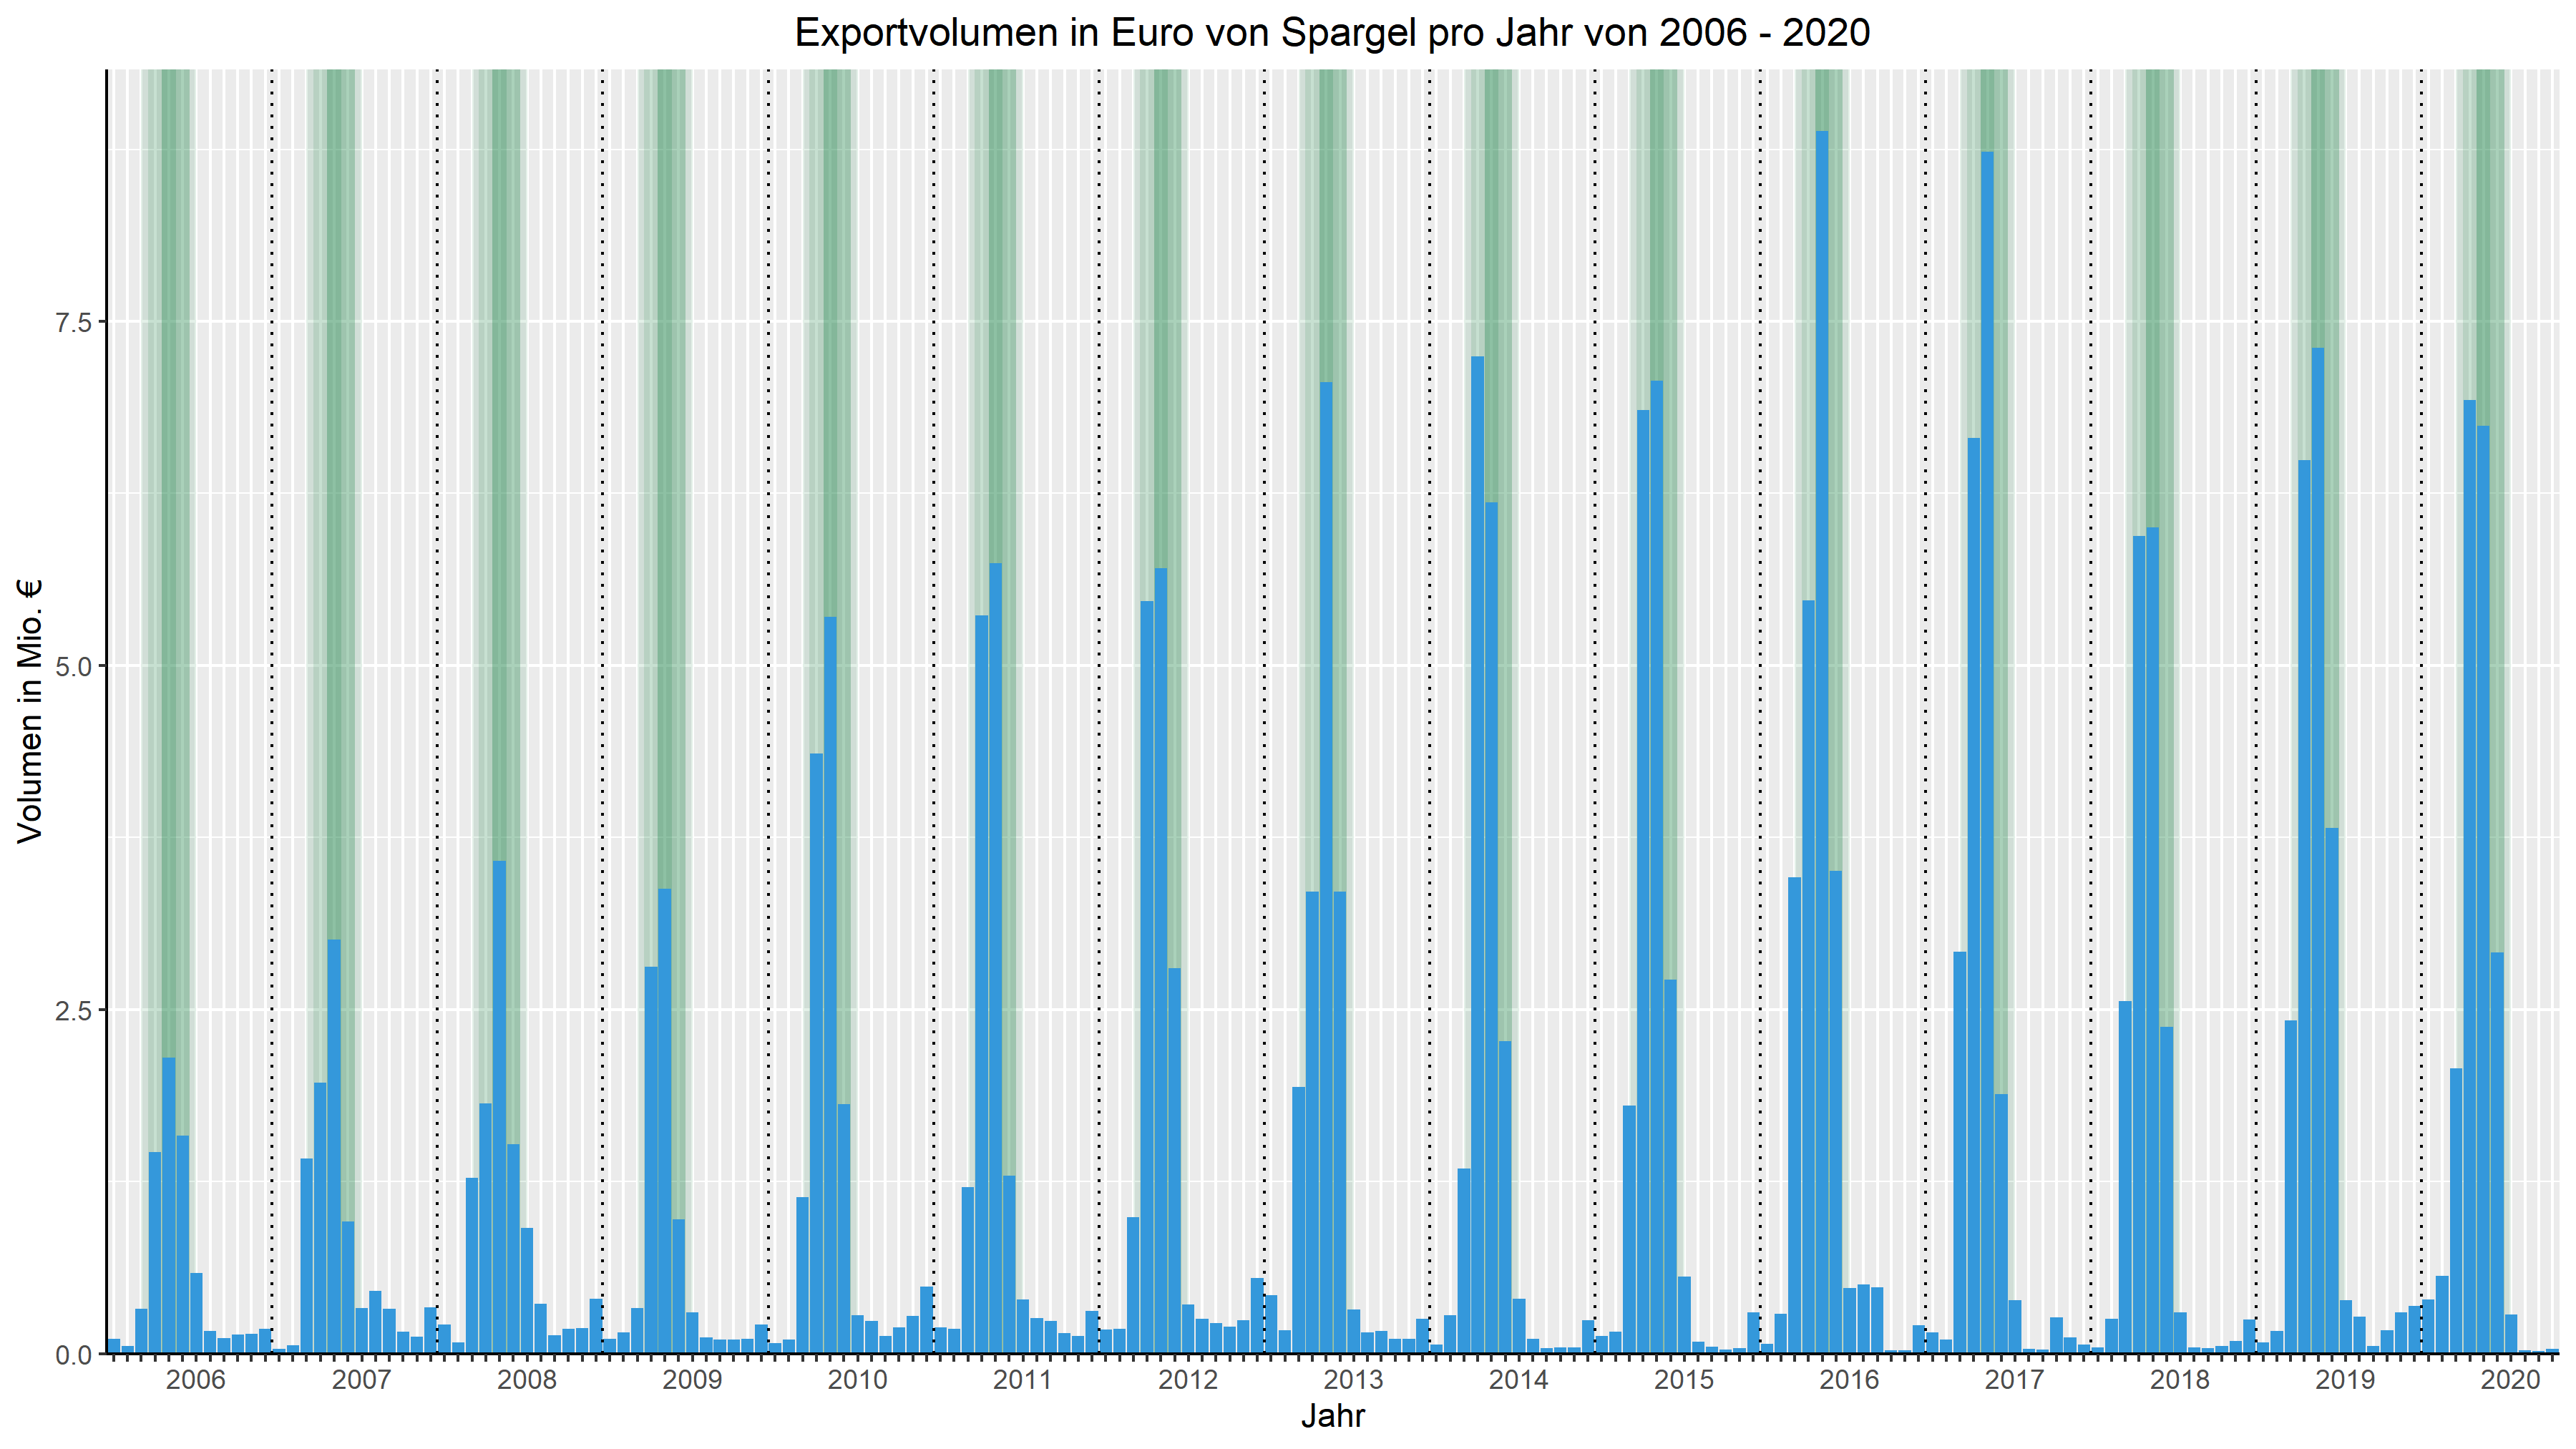 Exportvolumen in Euro von Spargel pro Jahr von 2006 - 2020
Volumen in Mio. €
7.5
5.0
2.5
0.0
2006 2007 2008 2009 2010 2011 2012 2013 2014 2015 2016 2017 2018 2019 2020
Jahr